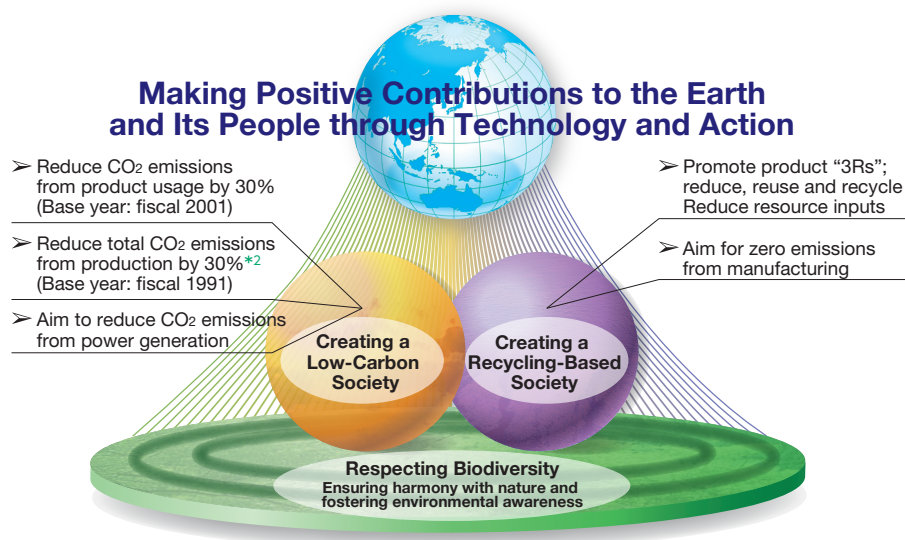 Making Positive Contributions to the Earth
and Its People through Technology and Action
➢ Reduce CO2 emissions
from product usage by 30%
(Base year: fiscal 2001)
➢ Reduce total CO2 emissions
from production by 30%*2
(Base year: fiscal 1991)
➢ Aim to reduce CO2 emissions
from power generation
➢ Promote product “3Rs”;
reduce, reuse and recycle
Reduce resource inputs
➢ Aim for zero emissions
from manufacturing
Creating a
Low-Carbon
Society
Creating a
Recycling-Based
Society
Respecting Biodiversity
Ensuring harmony with nature and
fostering environmental awareness